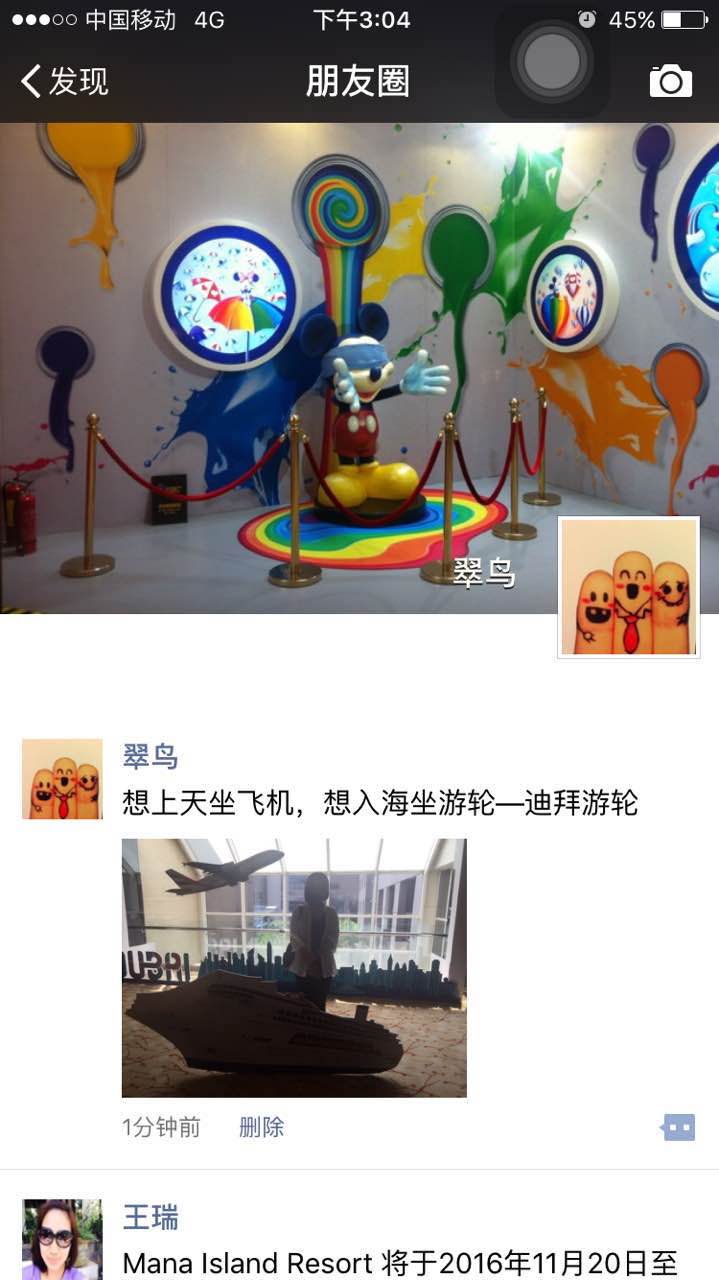 中国移动 4G 下午3:04 45%
发现 朋友圈
翠鸟
翠鸟
想上天坐飞机，想入海坐游轮—迪拜游轮
DUBAI
1分钟前 删除
王瑞
Mana Island Resort 将于2016年11月20日至